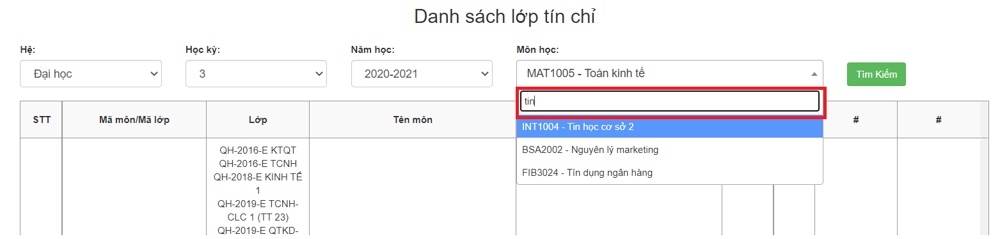 Danh sách lớp tín chỉ
Hệ:
Học kỳ:
Năm học:
Môn học:
Đại học
3
2020-2021
MAT1005 - Toán kinh tế
Tìm Kiếm
tin
STT
Mã môn/Mã lớp
Lớp
Tên môn
#
#
INT1004 - Tin học cơ sở 2
BSA2002 - Nguyên lý marketing
FIB3024 - Tín dụng ngân hàng
QH-2016-E KTQT
QH-2016-E TCNH
QH-2018-E KINH TẾ
1
QH-2019-E TCNH-
CLC 1 (TT 23)
QH-2019-E QTKD-